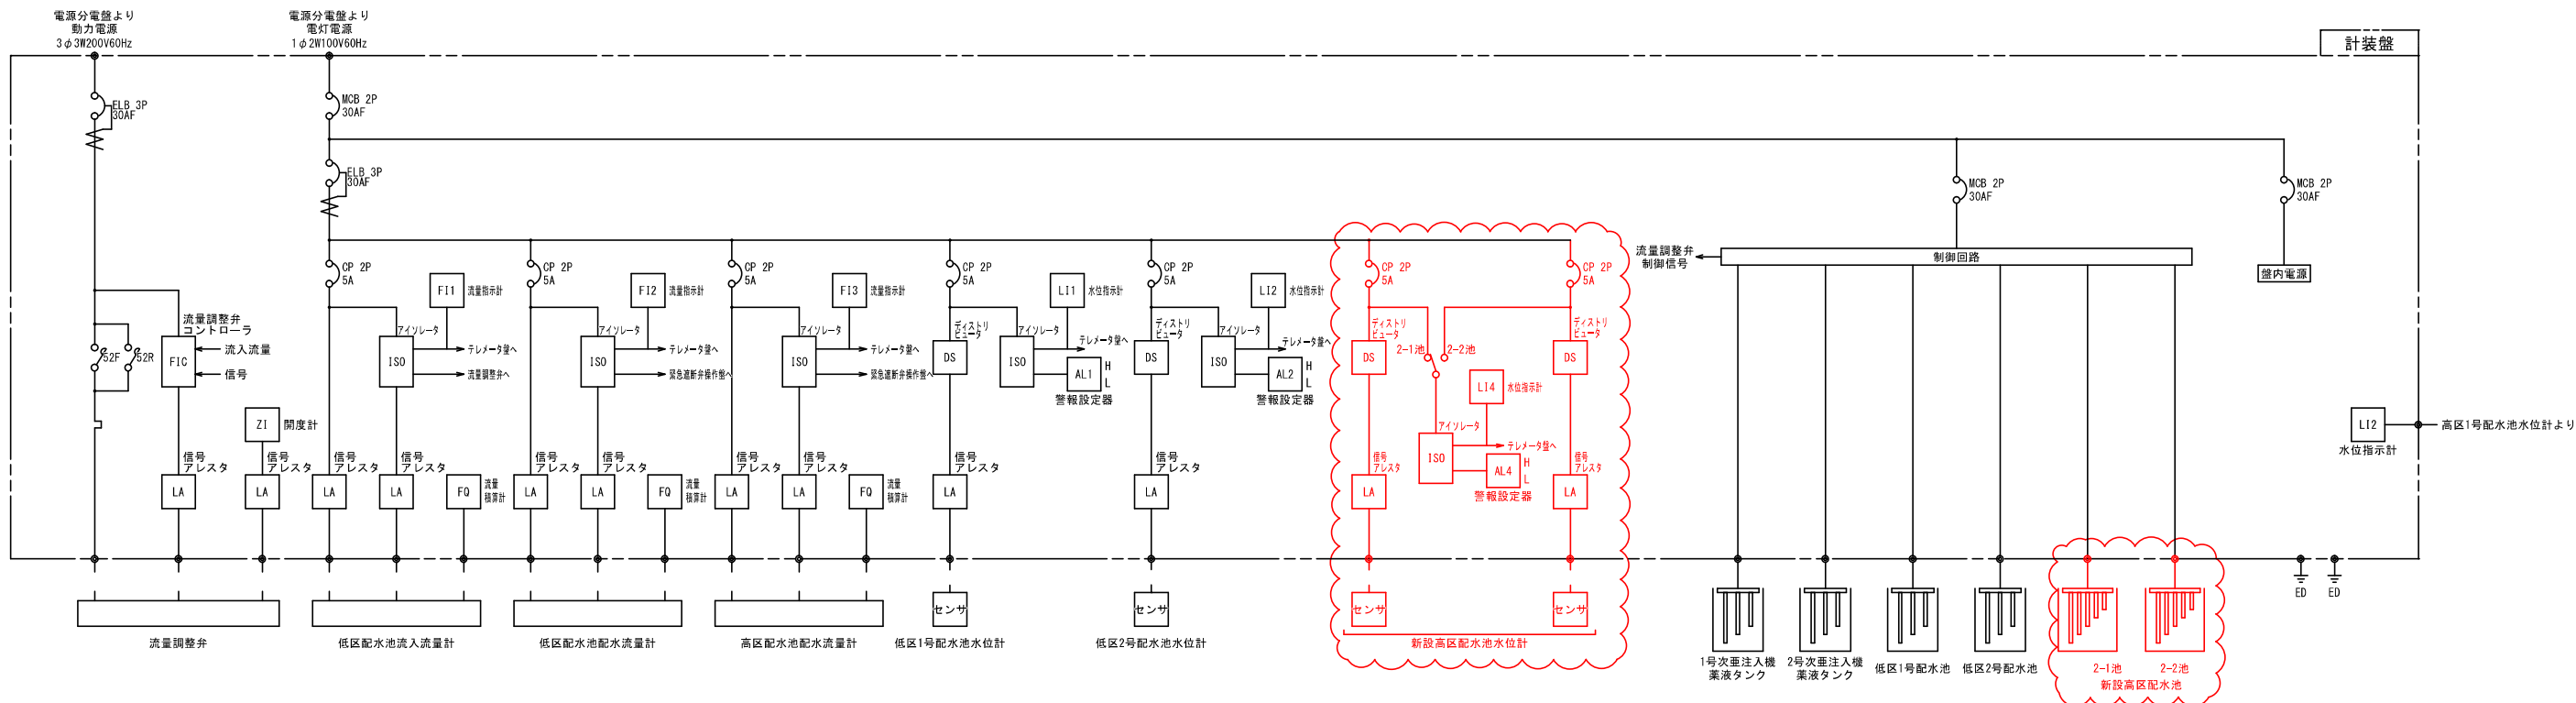 電源分電盤より
動力電源
3φ3W200V60Hz
電源分電盤より
電灯電源
1φ2W100V60Hz
計装盤
ELB 3P
30AF
MCB 2P
30AF
ELB 3P
30AF
MCB 2P
30AF
MCB 2P
30AF
流量調整弁
制御信号
制御回路
盤内電源
52F
52R
流量調整弁
コントローラ
FIC
流入流量
信号
ZI
開度計
信号
アレスタ
LA
信号
アレスタ
LA
流量調整弁
CP 2P
5A
FI1
流量指示計
アイソレータ
ISO
テレメータ盤へ
流量調整弁へ
信号
アレスタ
LA
信号
アレスタ
LA
FQ
流量
積算計
低区配水池流入流量計
CP 2P
5A
FI2
流量指示計
アイソレータ
ISO
テレメータ盤へ
緊急遮断弁操作盤へ
信号
アレスタ
LA
信号
アレスタ
LA
FQ
流量
積算計
低区配水池配水流量計
CP 2P
5A
FI3
流量指示計
アイソレータ
ISO
テレメータ盤へ
緊急遮断弁操作盤へ
信号
アレスタ
LA
信号
アレスタ
LA
FQ
流量
積算計
高区配水池配水流量計
CP 2P
5A
LI1
水位指示計
ディストリ
ビュータ
DS
アイソレータ
ISO
テレメータ盤へ
AL1
H
L
警報設定器
信号
アレスタ
LA
センサ
低区1号配水池水位計
CP 2P
5A
LI2
水位指示計
ディストリ
ビュータ
DS
アイソレータ
ISO
テレメータ盤へ
AL2
H
L
警報設定器
信号
アレスタ
LA
センサ
低区2号配水池水位計
CP 2P
5A
CP 2P
5A
ディストリ
ビュータ
DS
2-1池
2-2池
ディストリ
ビュータ
DS
LI4
水位指示計
アイソレータ
ISO
テレメータ盤へ
AL4
H
L
警報設定器
信号
アレスタ
LA
信号
アレスタ
LA
センサ
センサ
新設高区配水池水位計
LI2
水位指示計
高区1号配水池水位計より
ED
ED
1号次亜注入機
薬液タンク
2号次亜注入機
薬液タンク
低区1号配水池
低区2号配水池
2-1池
2-2池
新設高区配水池